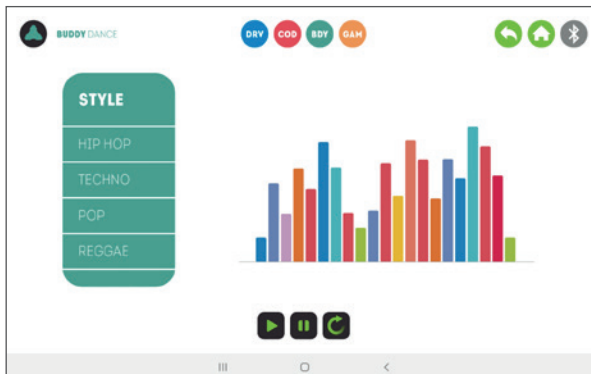 BUDDY DANCE
DRV COD BDY GAM
STYLE
HIP HOP
TECHNO
POP
REGGAE